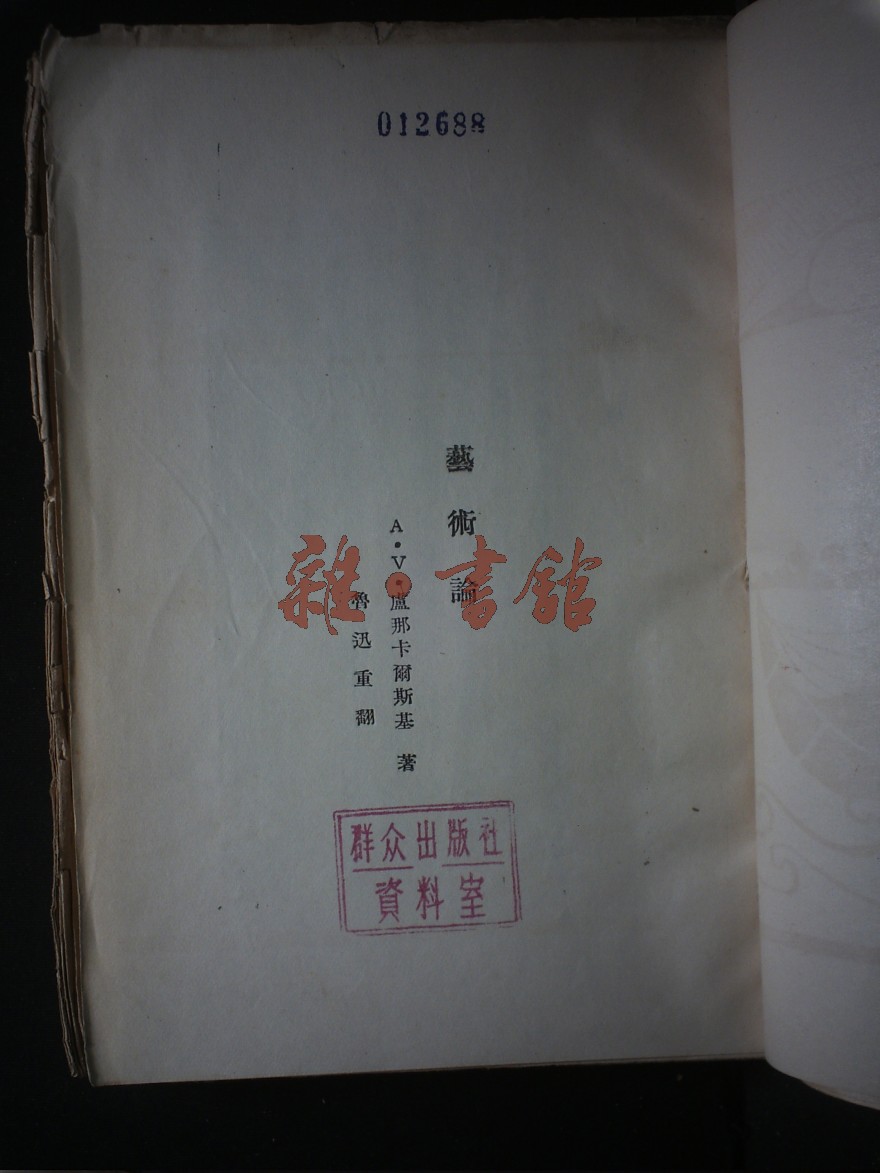 012688
藝術論
A·V·盧那卡爾斯基 著
魯迅重翻
雜·書館
群众出版社
資料室